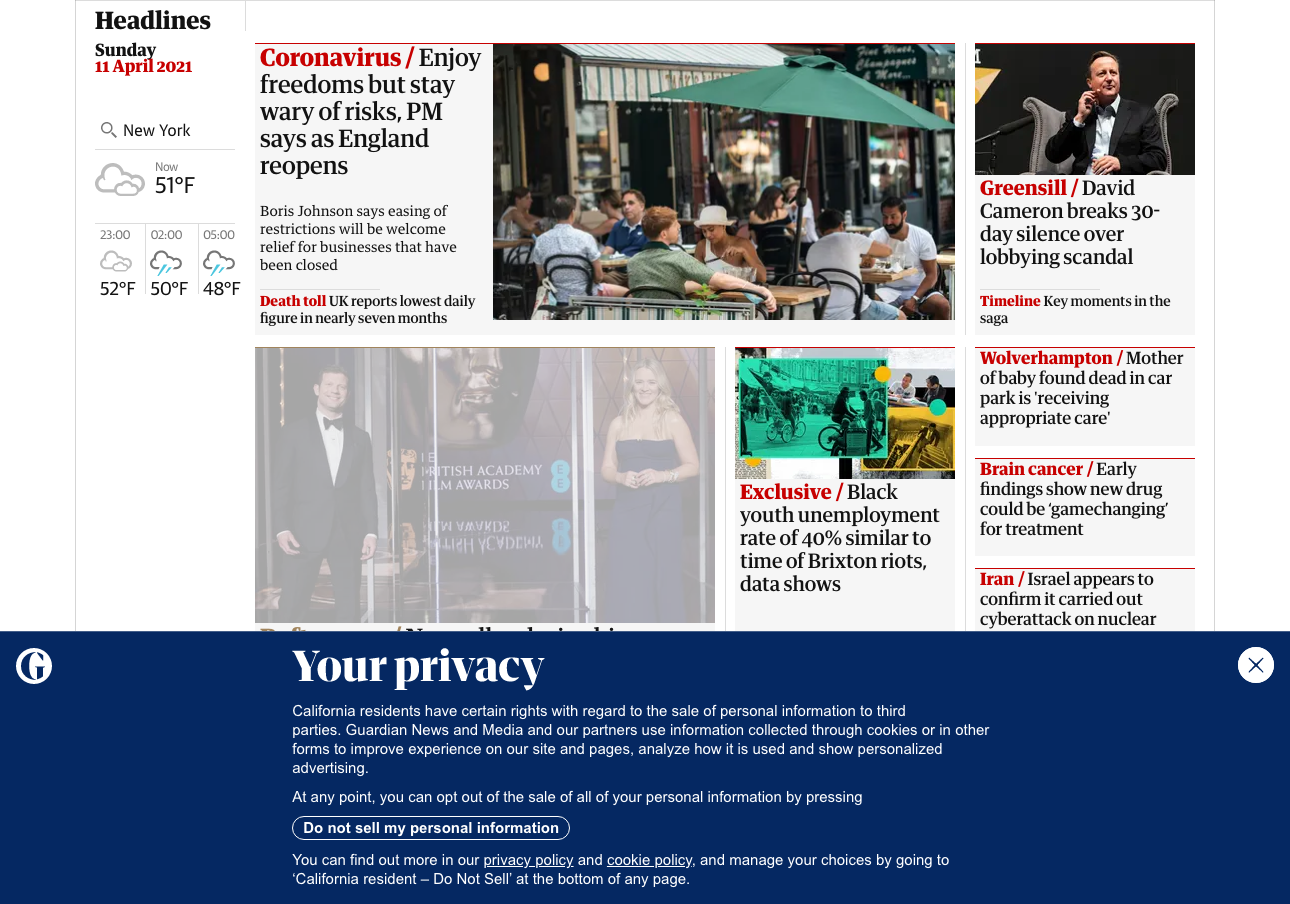 Headlines
Sunday
11 April 2021
New York
Now
51°F
23:00
02:00
05:00
52°F
50°F
48°F
Coronavirus / Enjoy
freedoms but stay
wary of risks, PM
says as England
reopens
Boris Johnson says easing of
restrictions will be welcome
relief for businesses that have
been closed
Death toll UK reports lowest daily
figure in nearly seven months
Fine Wines,
Champagnes
& More...
Greensill / David
Cameron breaks 30-
day silence over
lobbying scandal
Timeline Key moments in the
saga
BRITISH ACADEMY
FILM AWARDS
EE
Exclusive / Black
youth unemployment
rate of 40% similar to
time of Brixton riots,
data shows
Wolverhampton / Mother
of baby found dead in car
park is 'receiving
appropriate care'
Brain cancer / Early
findings show new drug
could be ‘gamechanging’
for treatment
Iran / Israel appears to
confirm it carried out
cyberattack on nuclear
Your privacy
California residents have certain rights with regard to the sale of personal information to third
parties. Guardian News and Media and our partners use information collected through cookies or in other
forms to improve experience on our site and pages, analyze how it is used and show personalized
advertising.
At any point, you can opt out of the sale of all of your personal information by pressing
Do not sell my personal information
You can find out more in our privacy policy and cookie policy, and manage your choices by going to
‘California resident – Do Not Sell’ at the bottom of any page.